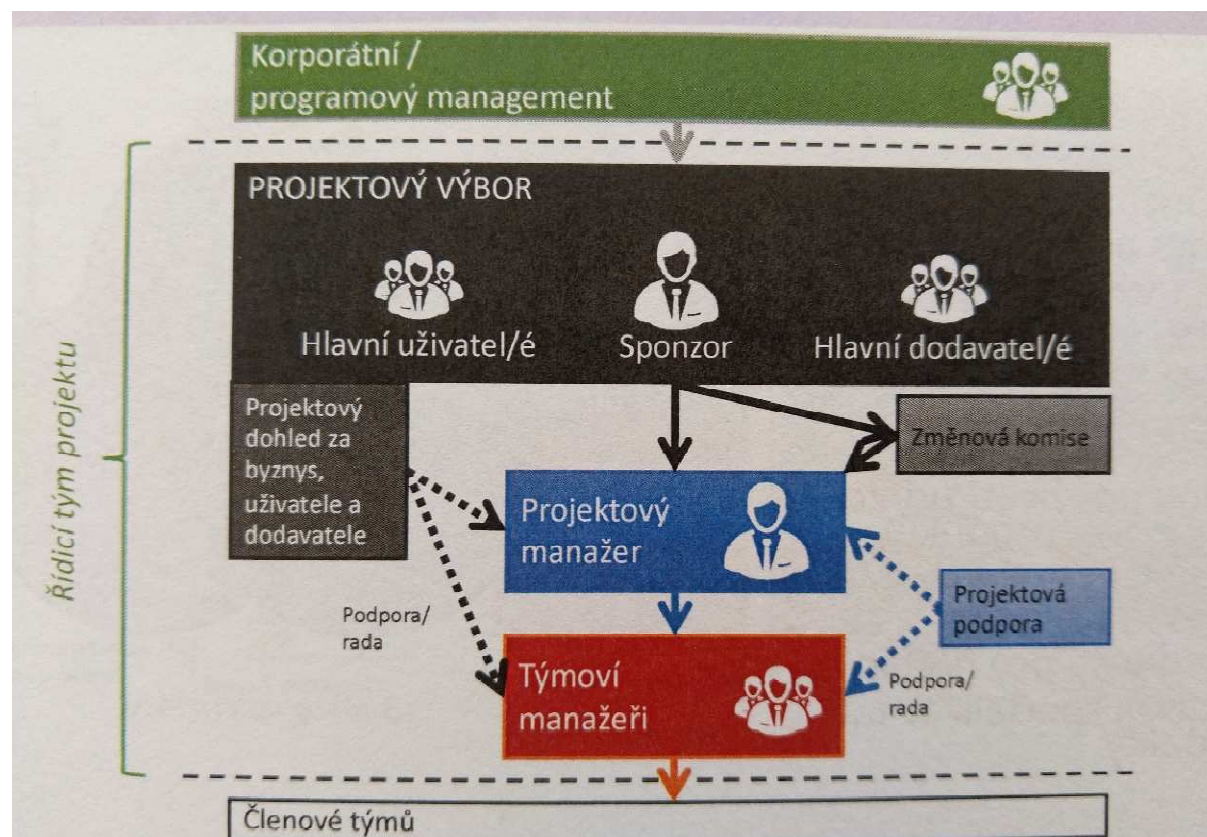 Korporátní /
programový management
PROJEKTOVÝ VÝBOR
Hlavní uživatel/é
Sponzor
Hlavní dodavatel/é
Řídicí tým projektu
Projektový
dohled za
byznys,
uživatele a
dodavatele
Změnová komise
Projektový
manažer
Podpora/
rada
Projektová
podpora
Týmoví
manažeři
Podpora/
rada
Členové týmů